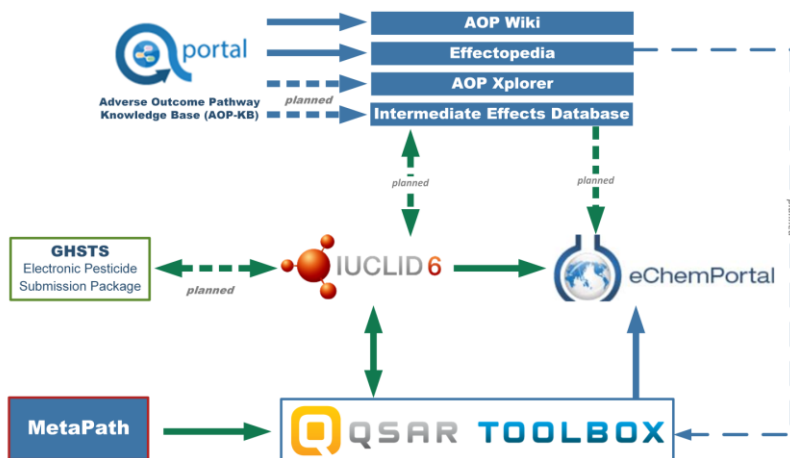 AOP Wiki
portal
Effectopedia
AOP Xplorer
Adverse Outcome Pathway
Knowledge Base (AOP-KB)
planned
Intermediate Effects Database
planned
planned
planned
GHSTS
Electronic Pesticide
Submission Package
planned
IUCLID 6
eChemPortal
MetaPath
QSAR TOOLBOX